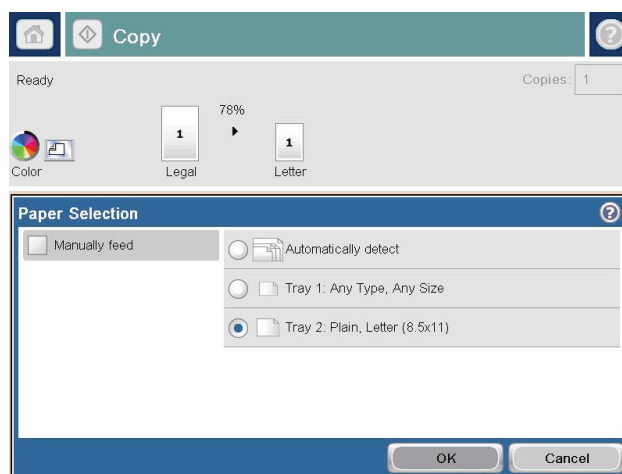 Copy
Ready
Copies: 1
78%
1
1
Color
Legal
Letter
Paper Selection
Manually feed
Automatically detect
Tray 1: Any Type, Any Size
Tray 2: Plain, Letter (8.5x11)
OK
Cancel